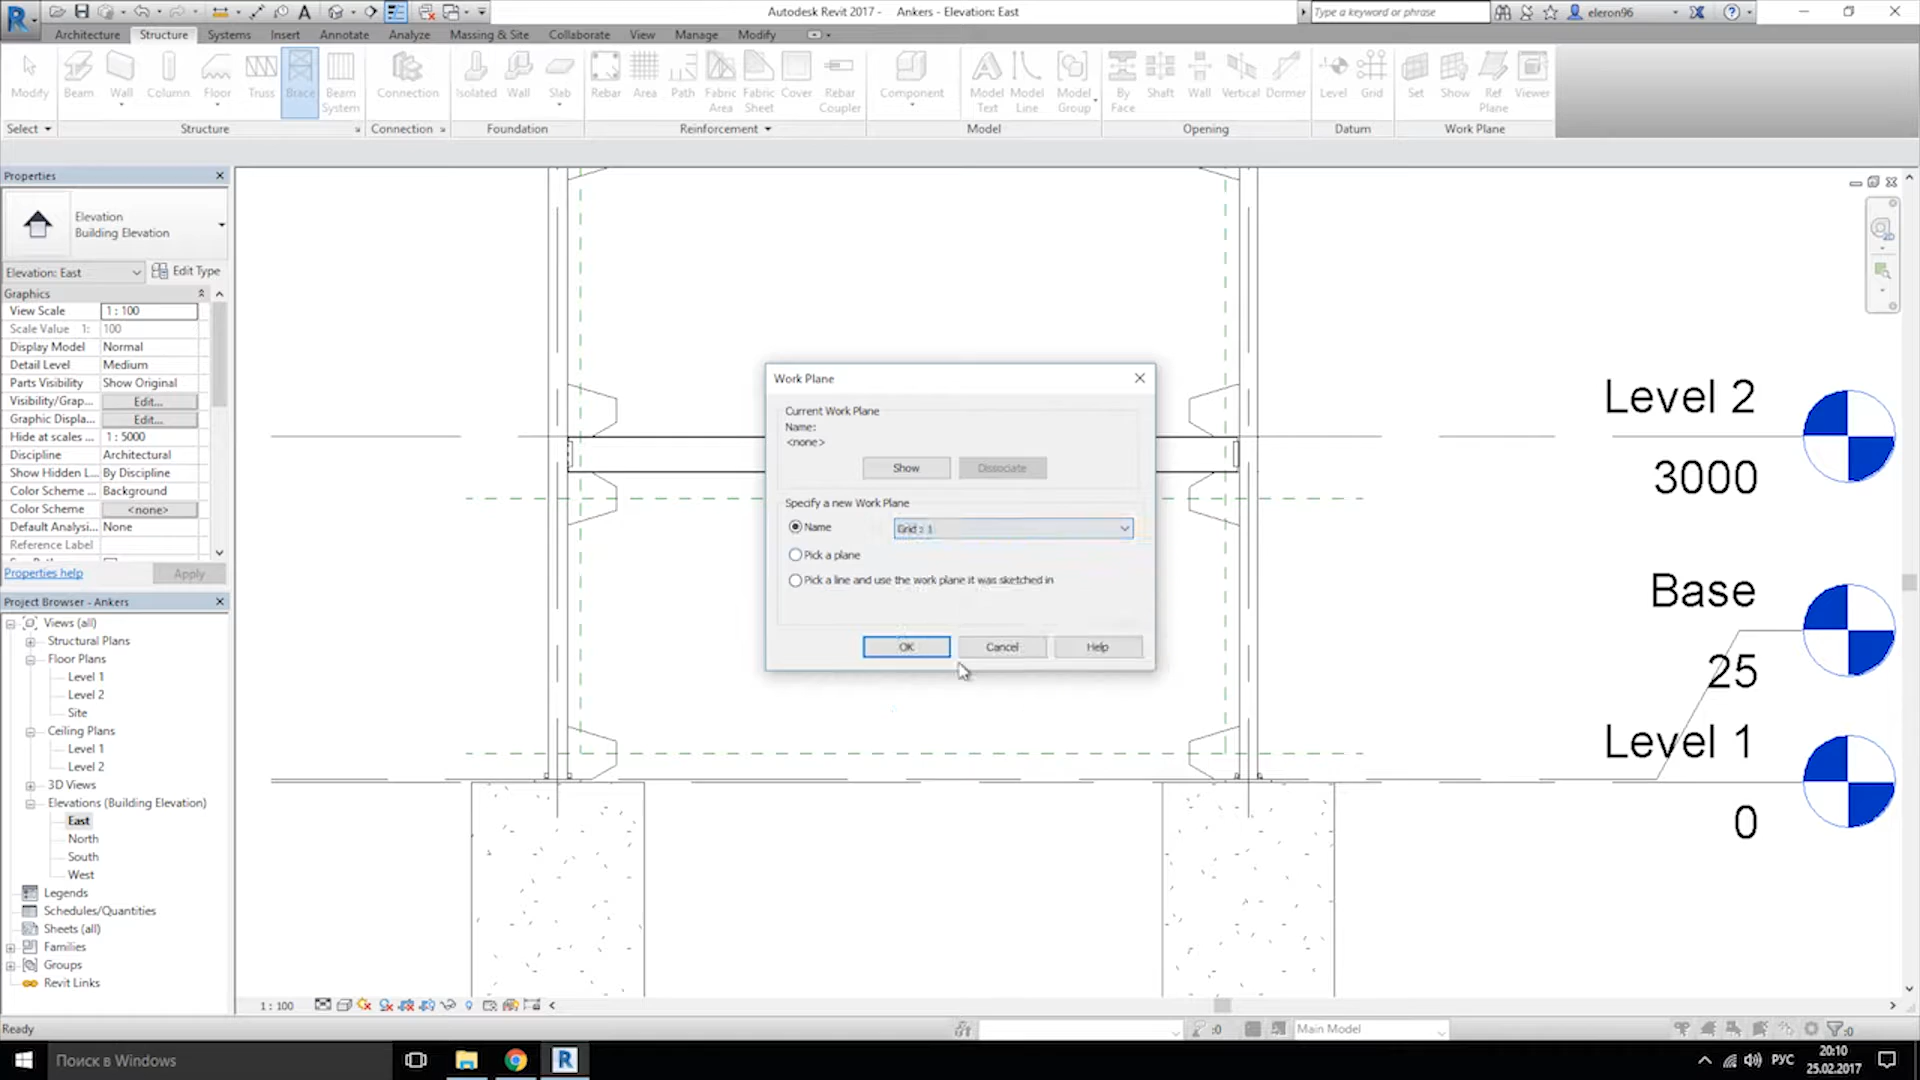 Autodesk Revit 2017 - Ankers - Elevation: East
Type a keyword or phrase
eleron96
Architecture Structure Systems Insert Annotate Analyze Massing & Site Collaborate View Manage Modify
Modify Beam Wall Column Floor Truss Brace Beam System Connection Isolated Wall Slab Rebar Area Path Fabric Area Fabric Sheet Cover Rebar Coupler Component Model Text Model Line Model Group By Face Shaft Wall Vertical Dormer Level Grid Set Show Ref Plane Viewer
Select Structure Connection Foundation Reinforcement Model Opening Datum Work Plane
Properties
Elevation
Building Elevation
Elevation: East Edit Type
Graphics
View Scale 1 : 100
Scale Value 1: 100
Display Model Normal
Detail Level Medium
Parts Visibility Show Original
Visibility/Grap... Edit...
Graphic Displa... Edit...
Hide at scales ... 1 : 5000
Discipline Architectural
Show Hidden L... By Discipline
Color Scheme ... Background
Color Scheme <none>
Default Analysi... None
Reference Label
Properties help Apply
Project Browser - Ankers
Views (all)
Structural Plans
Floor Plans
Level 1
Level 2
Site
Ceiling Plans
Level 1
Level 2
3D Views
Elevations (Building Elevation)
East
North
South
West
Legends
Schedules/Quantities
Sheets (all)
Families
Groups
Revit Links
Work Plane
Current Work Plane
Name:
<none>
Show Dissociate
Specify a new Work Plane
Name Grid : 1
Pick a plane
Pick a line and use the work plane it was sketched in
OK Cancel Help
Level 2
3000
Base
25
Level 1
0
1 : 100
Ready
:0
Main Model
:0
Поиск в Windows
РУС
20:10
25.02.2017